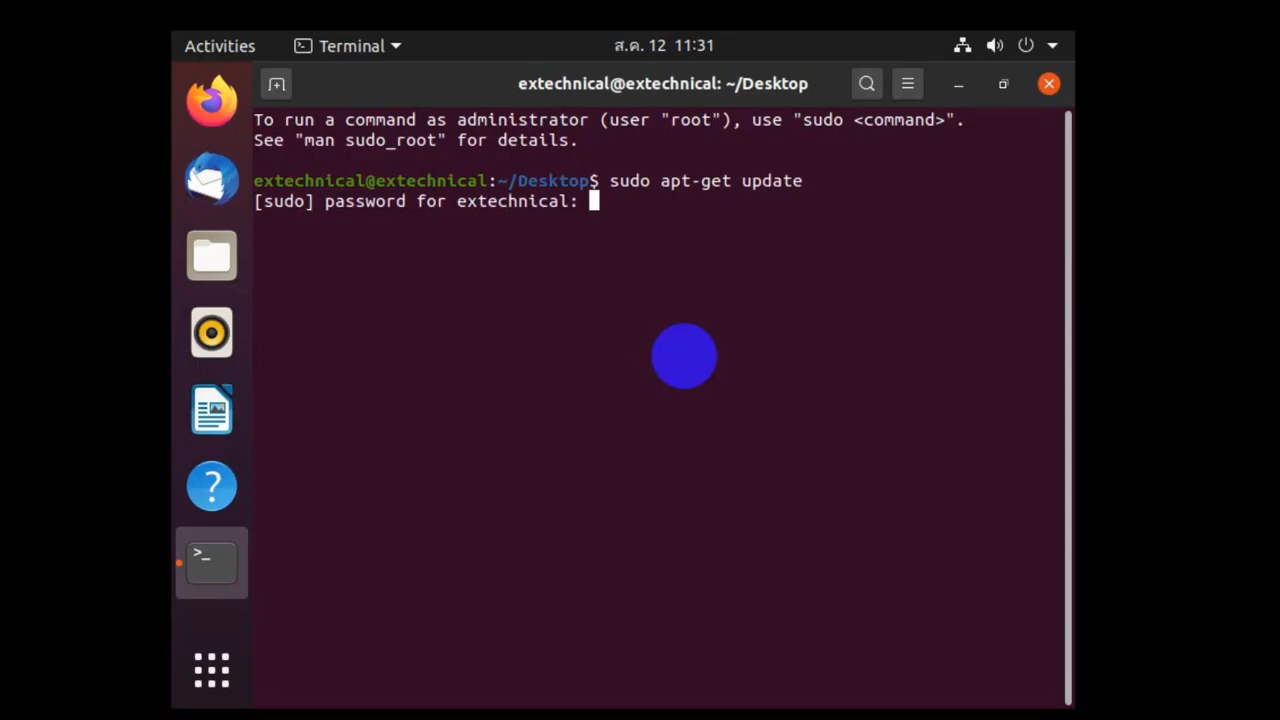 Activities Terminal ส.ค. 12 11:31
extechnical@extechnical: ~/Desktop
To run a command as administrator (user "root"), use "sudo <command>".
See "man sudo_root" for details.
extechnical@extechnical:~/Desktop$ sudo apt-get update
[sudo] password for extechnical: